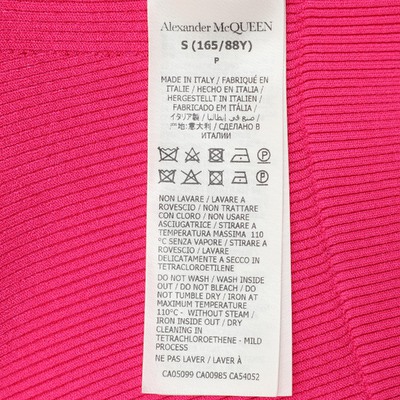 Alexander McQUEEN
S (165/88Y)
P
MADE IN ITALY / FABRIQUÉ EN
ITALIE / HECHO EN ITALIA /
HERGESTELLT IN ITALIEN /
FABRICADO EM ITÁLIA /
イタリア製 / صنع في إيطاليا /
产地:意大利 / СДЕЛАНО В
ИТАЛИИ
P
P
NON LAVARE / LAVARE A
ROVESCIO / NON TRATTARE
CON CLORO / NON USARE
ASCIUGATRICE / STIRARE A
TEMPERATURA MASSIMA 110
°C SENZA VAPORE / STIRARE A
ROVESCIO / LAVARE
DELICATAMENTE A SECCO IN
TETRACLOROETILENE
DO NOT WASH / WASH INSIDE
OUT / DO NOT BLEACH / DO
NOT TUMBLE DRY / IRON AT
MAXIMUM TEMPERATURE
110°C - WITHOUT STEAM /
IRON INSIDE OUT / DRY
CLEANING IN
TETRACHLOROETHENE - MILD
PROCESS
NE PAS LAVER / LAVER À
CA05099 CA00985 CA54052